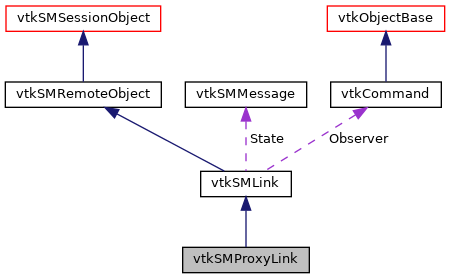 vtkSMSessionObject
vtkObjectBase
vtkSMRemoteObject
vtkSMMessage
vtkCommand
State
Observer
vtkSMLink
vtkSMProxyLink